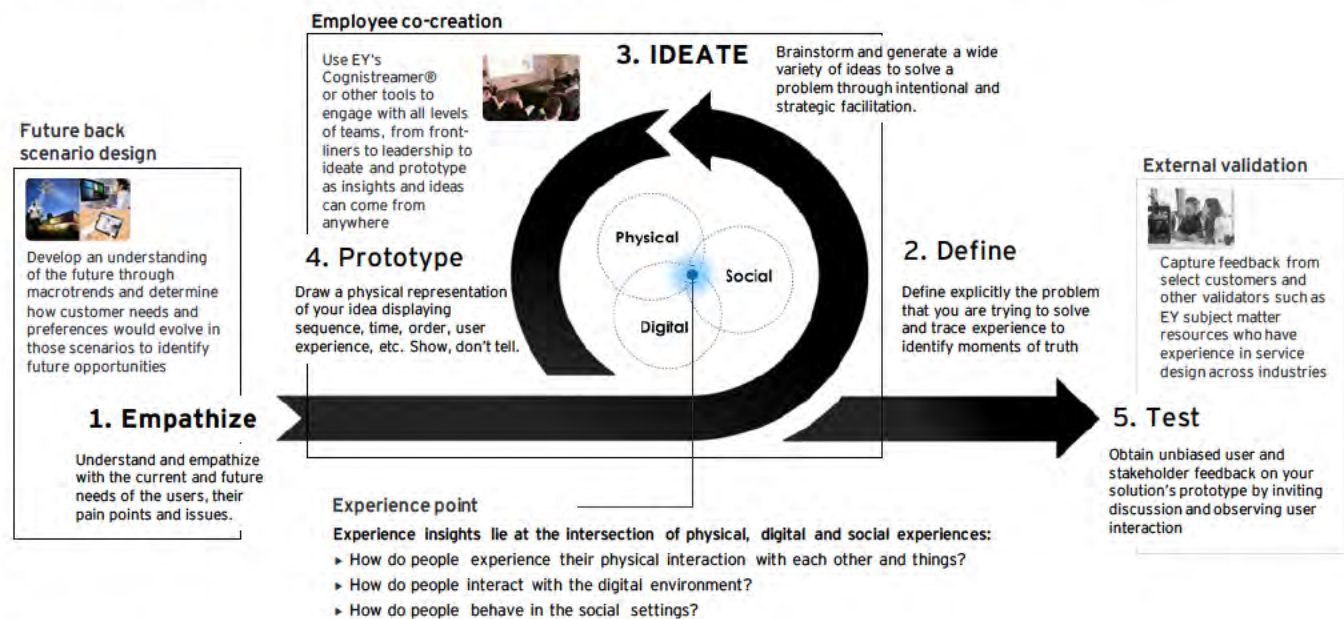 Employee co-creation
Use EY's
Cognistreamer®
or other tools to
engage with all levels
of teams, from front-
liners to leadership to
ideate and prototype
as insights and ideas
can come from
anywhere
3. IDEATE
Brainstorm and generate a wide
variety of ideas to solve a
problem through intentional and
strategic facilitation.
Future back
scenario design
Develop an understanding
of the future through
macrotrends and determine
how customer needs and
preferences would evolve in
those scenarios to identify
future opportunities
1. Empathize
Understand and empathize
with the current and future
needs of the users, their
pain points and issues.
4. Prototype
Draw a physical representation
of your idea displaying
sequence, time, order, user
experience, etc. Show, don't tell.
Physical
Social
Digital
2. Define
Define explicitly the problem
that you are trying to solve
and trace experience to
identify moments of truth
External validation
Capture feedback from
select customers and
other validators such as
EY subject matter
resources who have
experience in service
design across industries
5. Test
Obtain unbiased user and
stakeholder feedback on your
solution's prototype by inviting
discussion and observing user
interaction
Experience point
Experience insights lie at the intersection of physical, digital and social experiences:
▸ How do people experience their physical interaction with each other and things?
▸ How do people interact with the digital environment?
▸ How do people behave in the social settings?